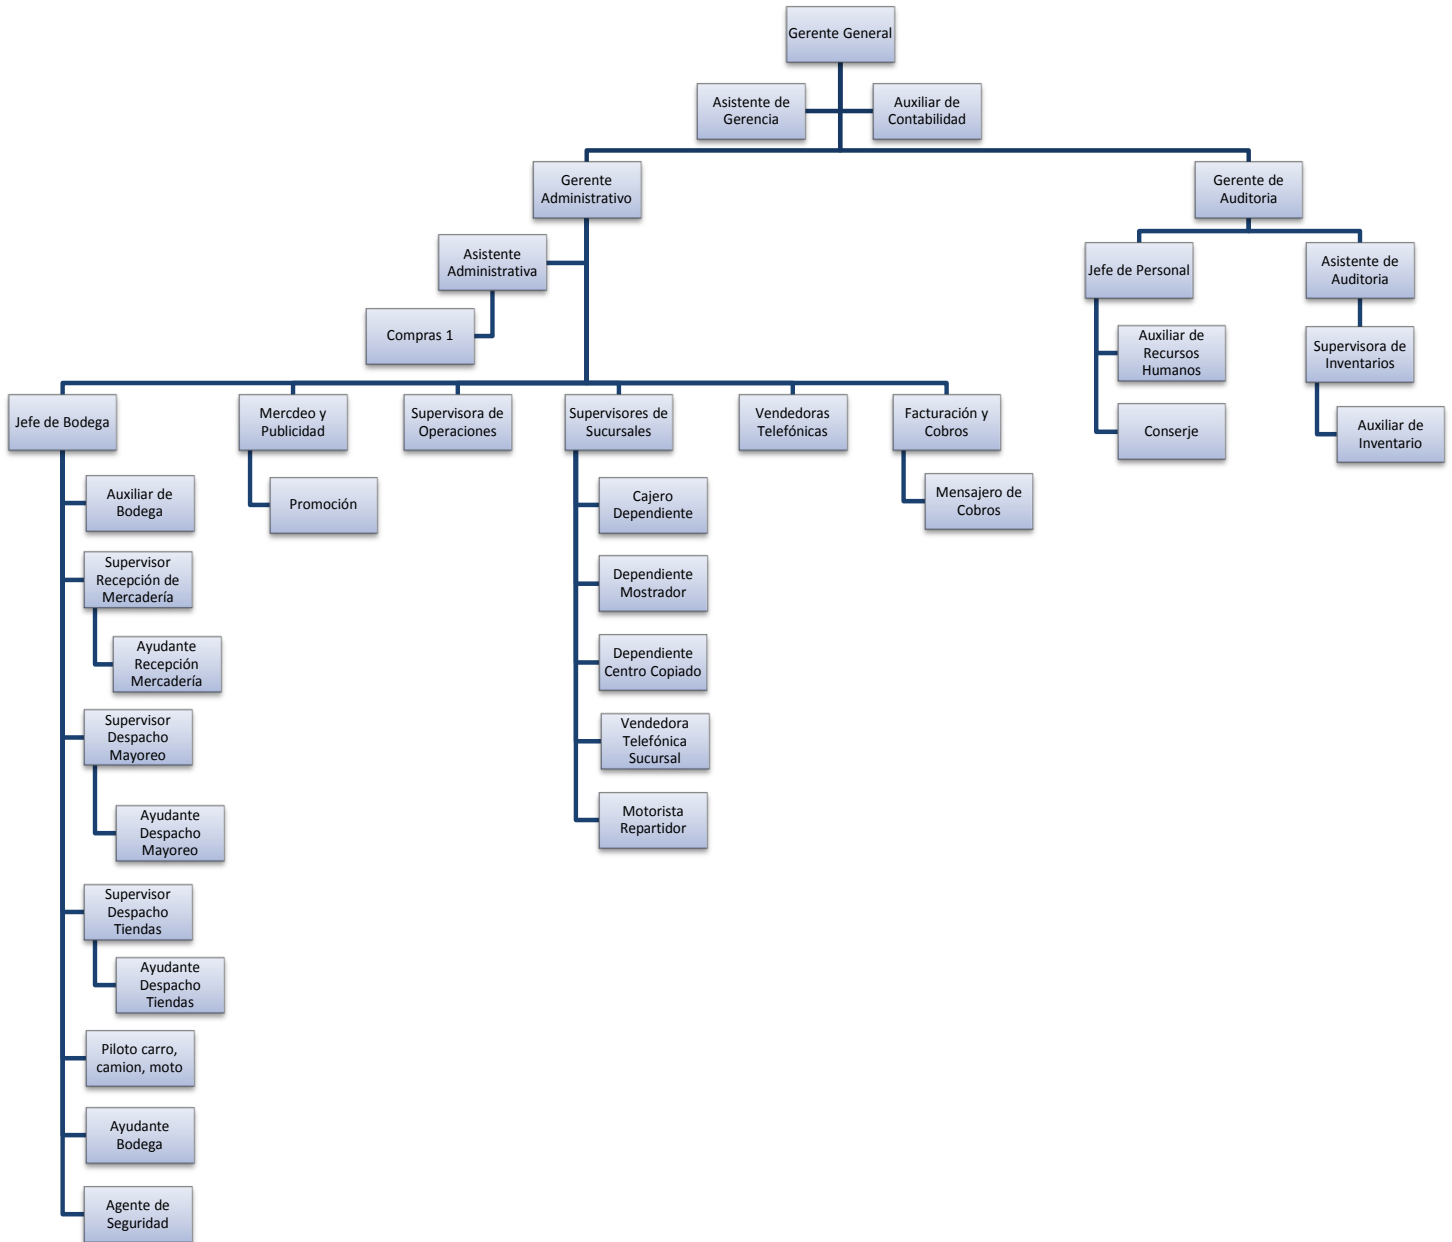 Gerente General
Asistente de
Gerencia
Auxiliar de
Contabilidad
Gerente
Administrativo
Gerente de
Auditoria
Asistente
Administrativa
Jefe de Personal
Asistente de
Auditoria
Compras 1
Auxiliar de
Recursos
Humanos
Supervisora de
Inventarios
Jefe de Bodega
Mercdeo y
Publicidad
Supervisora de
Operaciones
Supervisores de
Sucursales
Vendedoras
Telefónicas
Facturación y
Cobros
Conserje
Auxiliar de
Inventario
Auxiliar de
Bodega
Promoción
Cajero
Dependiente
Mensajero de
Cobros
Supervisor
Recepción de
Mercadería
Dependiente
Mostrador
Ayudante
Recepción
Mercadería
Dependiente
Centro Copiado
Supervisor
Despacho
Mayoreo
Vendedora
Telefónica
Sucursal
Ayudante
Despacho
Mayoreo
Motorista
Repartidor
Supervisor
Despacho
Tiendas
Ayudante
Despacho
Tiendas
Piloto carro,
camion, moto
Ayudante
Bodega
Agente de
Seguridad